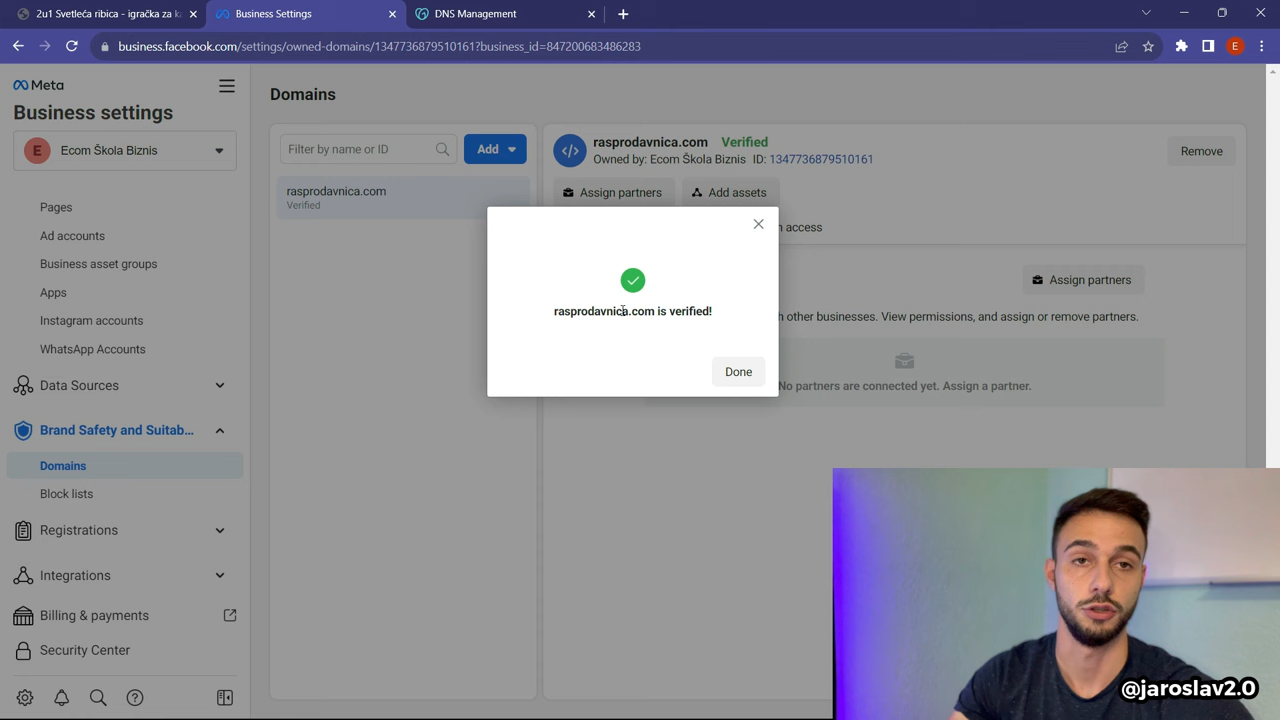 2u1 Svetleća ribica - igračka za k
Business Settings
DNS Management
business.facebook.com/settings/owned-domains/1347736879510161?business_id=847200683486283
E
Meta
Business settings
E
Ecom Škola Biznis
Pages
Ad accounts
Business asset groups
Apps
Instagram accounts
WhatsApp Accounts
Data Sources
Brand Safety and Suitab...
Domains
Block lists
Registrations
Integrations
Billing & payments
Security Center
Domains
Filter by name or ID
Add
rasprodavnica.com
Verified
rasprodavnica.com Verified
Owned by: Ecom Škola Biznis ID: 1347736879510161
Remove
Assign partners
Add assets
access
Assign partners
other businesses. View permissions, and assign or remove partners.
No partners are connected yet. Assign a partner.
rasprodavnica.com is verified!
Done
@jaroslav2.0